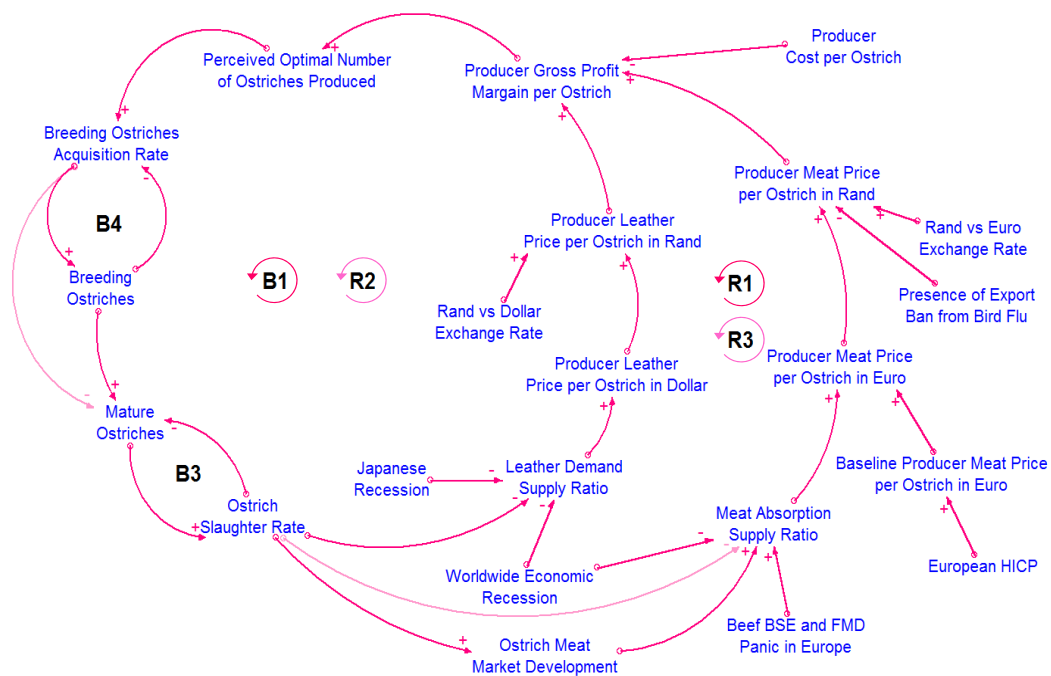 Producer
Cost per Ostrich
Perceived Optimal Number
of Ostriches Produced
+
Producer Gross Profit
Margin per Ostrich
-
+
+
+
Breeding Ostriches
Acquisition Rate
-
Producer Meat Price
per Ostrich in Rand
B4
Producer Leather
Price per Ostrich in Rand
+
-
+
Rand vs Euro
Exchange Rate
+
Breeding
Ostriches
B1
R2
+
+
R1
Presence of Export
Ban from Bird Flu
Rand vs Dollar
Exchange Rate
R3
Producer Leather
Price per Ostrich in Dollar
Producer Meat Price
per Ostrich in Euro
+
-
Mature
Ostriches
-
+
+
+
B3
Japanese
Recession
-
Leather Demand
Supply Ratio
-
-
Baseline Producer Meat Price
per Ostrich in Euro
+
Ostrich
Slaughter Rate
+
Meat Absorption
Supply Ratio
-
-
+
+
Worldwide Economic
Recession
European HICP
+
Ostrich Meat
Market Development
Beef BSE and FMD
Panic in Europe